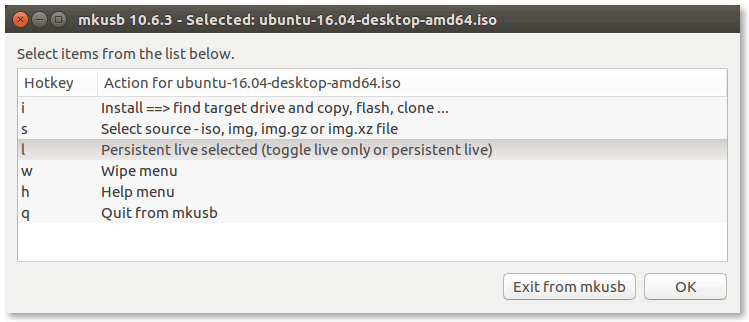 mkusb 10.6.3 - Selected: ubuntu-16.04-desktop-amd64.iso
Select items from the list below.
Hotkey Action for ubuntu-16.04-desktop-amd64.iso
i Install ==> find target drive and copy, flash, clone ...
s Select source - iso, img, img.gz or img.xz file
l Persistent live selected (toggle live only or persistent live)
w Wipe menu
h Help menu
q Quit from mkusb
Exit from mkusb OK